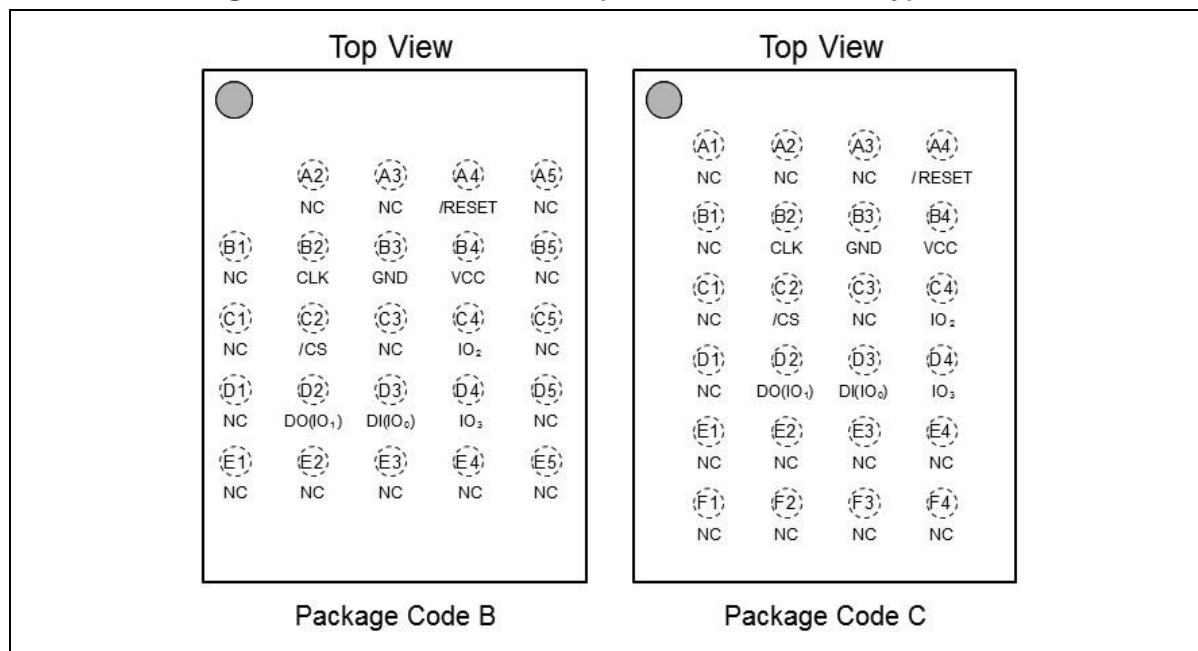 Top View
A2 A3 A4 A5
NC NC /RESET NC
B1 B2 B3 B4 B5
NC CLK GND VCC NC
C1 C2 C3 C4 C5
NC /CS NC IO₂ NC
D1 D2 D3 D4 D5
NC DO(IO₁) DI(IO₀) IO₃ NC
E1 E2 E3 E4 E5
NC NC NC NC NC
Package Code B
Top View
A1 A2 A3 A4
NC NC NC /RESET
B1 B2 B3 B4
NC CLK GND VCC
C1 C2 C3 C4
NC /CS NC IO₂
D1 D2 D3 D4
NC DO(IO₁) DI(IO₀) IO₃
E1 E2 E3 E4
NC NC NC NC
F1 F2 F3 F4
NC NC NC NC
Package Code C